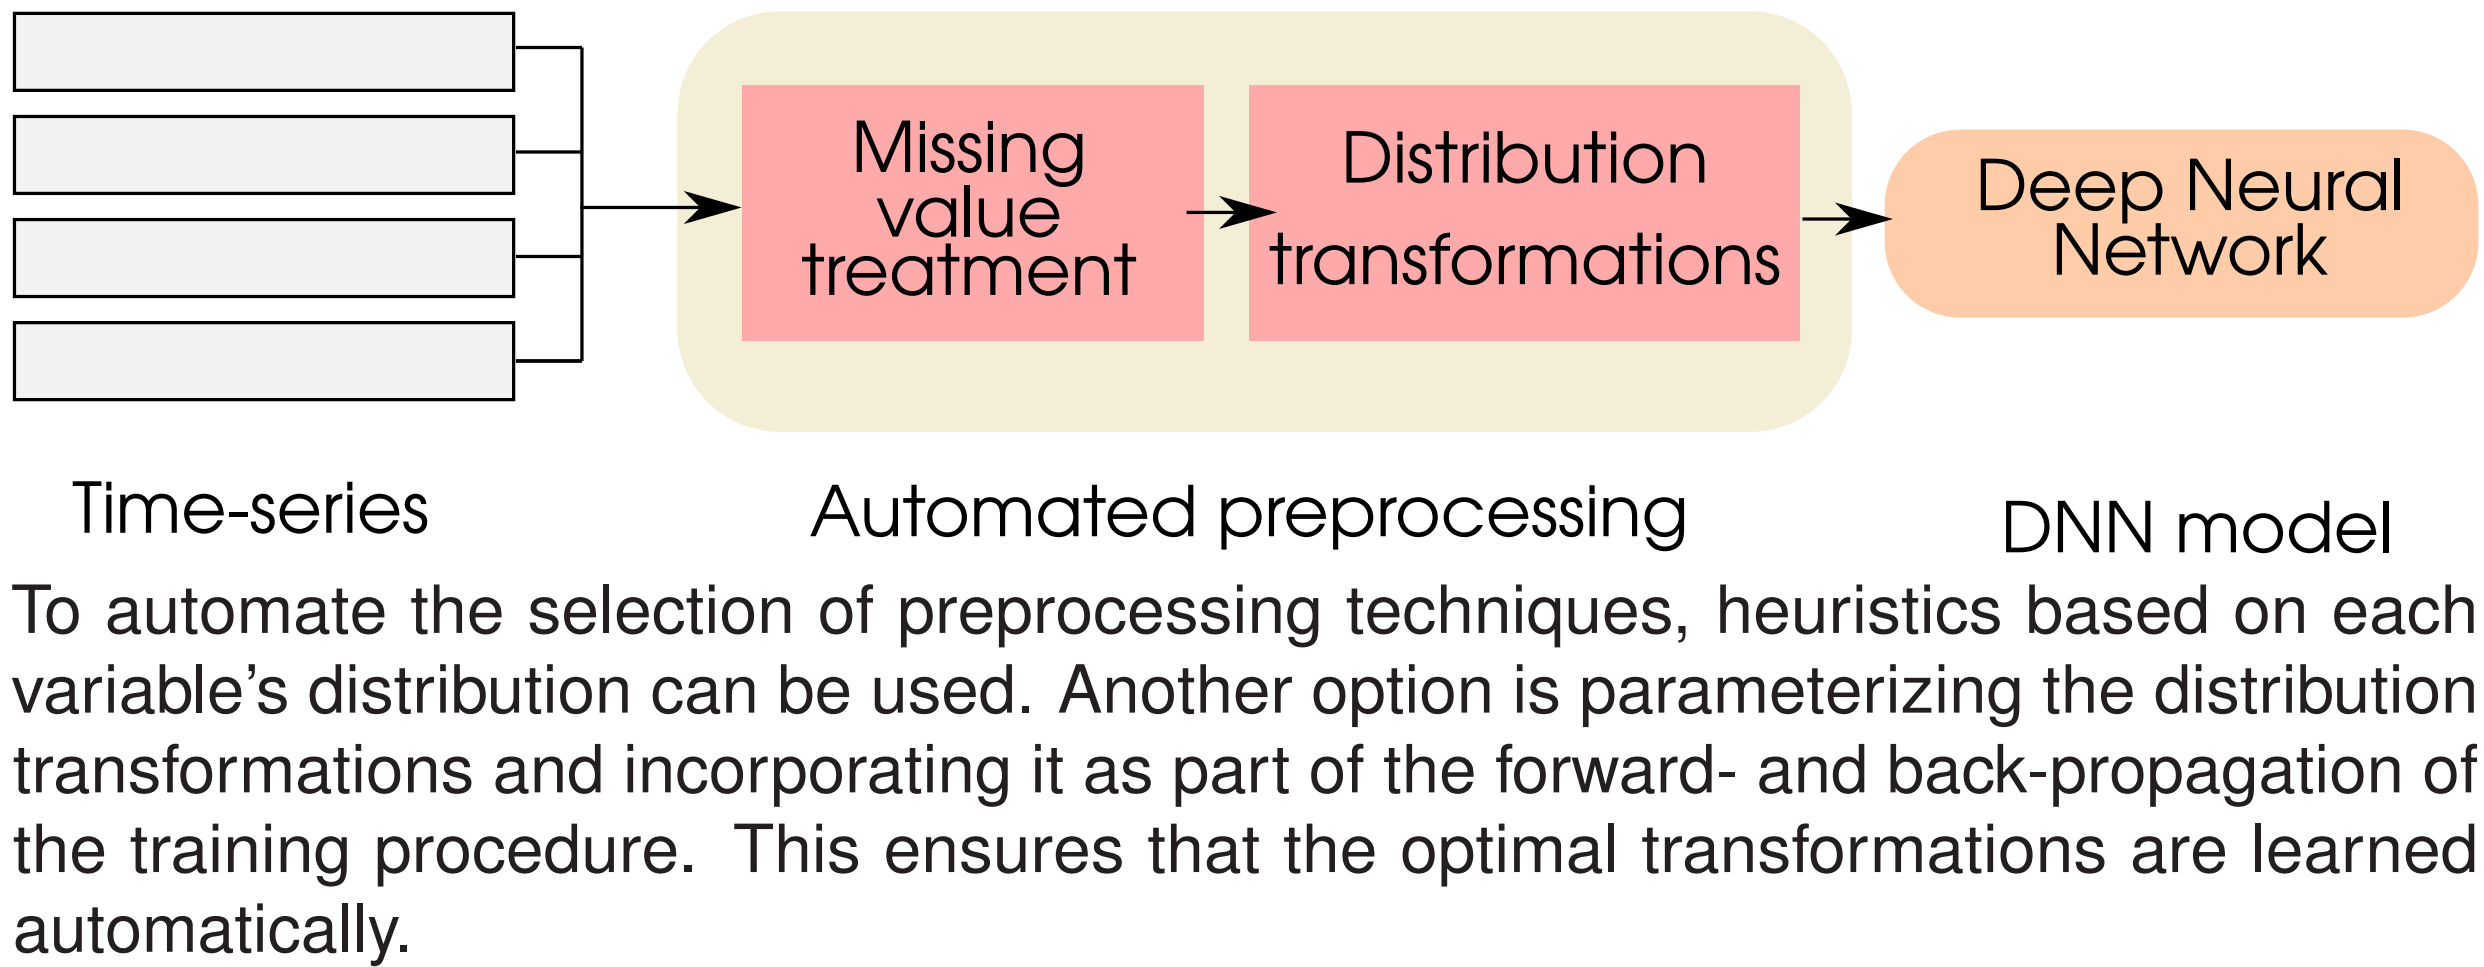 Missing
value
treatment
Distribution
transformations
Deep Neural
Network
Time-series
Automated preprocessing
DNN model
To automate the selection of preprocessing techniques, heuristics based on each
variable's distribution can be used. Another option is parameterizing the distribution
transformations and incorporating it as part of the forward- and back-propagation of
the training procedure. This ensures that the optimal transformations are learned
automatically.